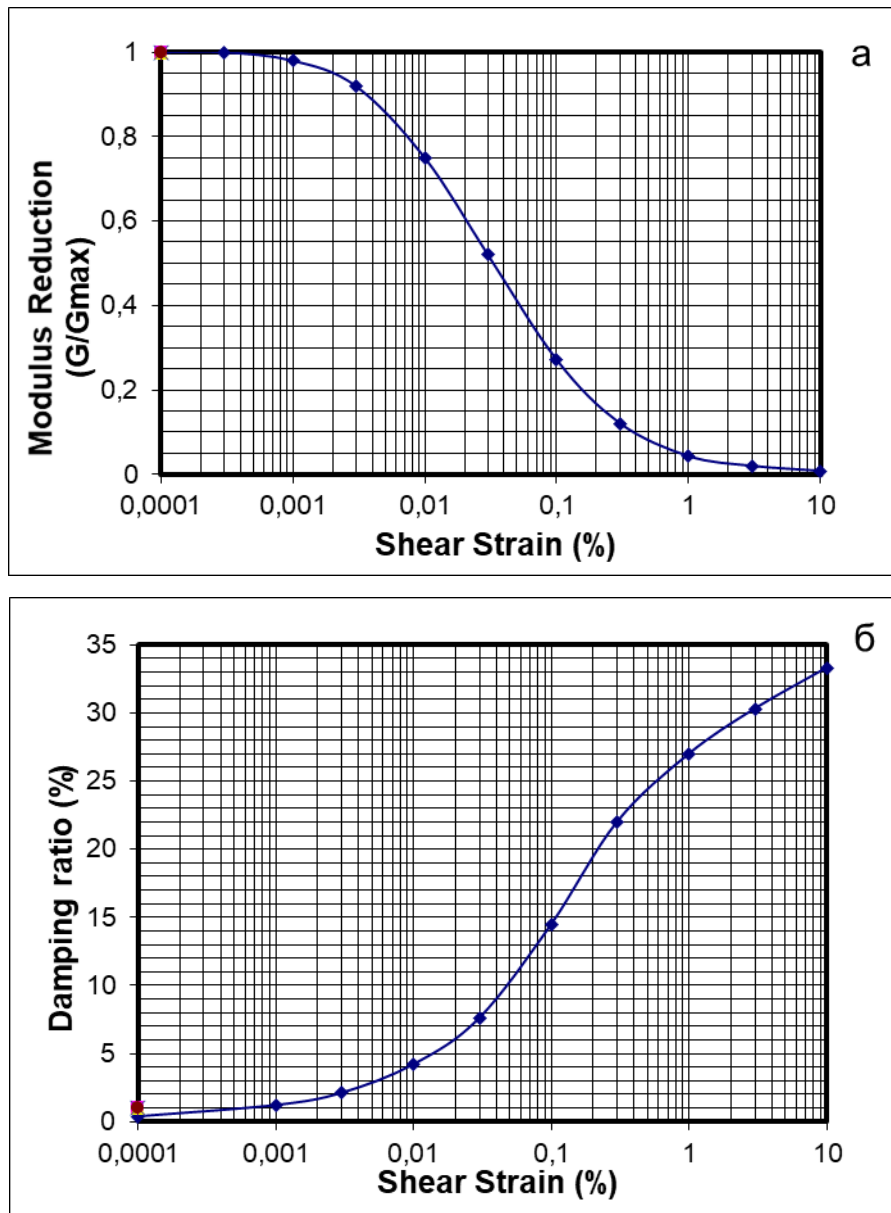 а
1
0,8
0,6
0,4
0,2
0
Modulus Reduction
(G/Gmax)
0,0001 0,001 0,01 0,1 1 10
Shear Strain (%)
б
35
30
25
20
15
10
5
0
Damping ratio (%)
0,0001 0,001 0,01 0,1 1 10
Shear Strain (%)